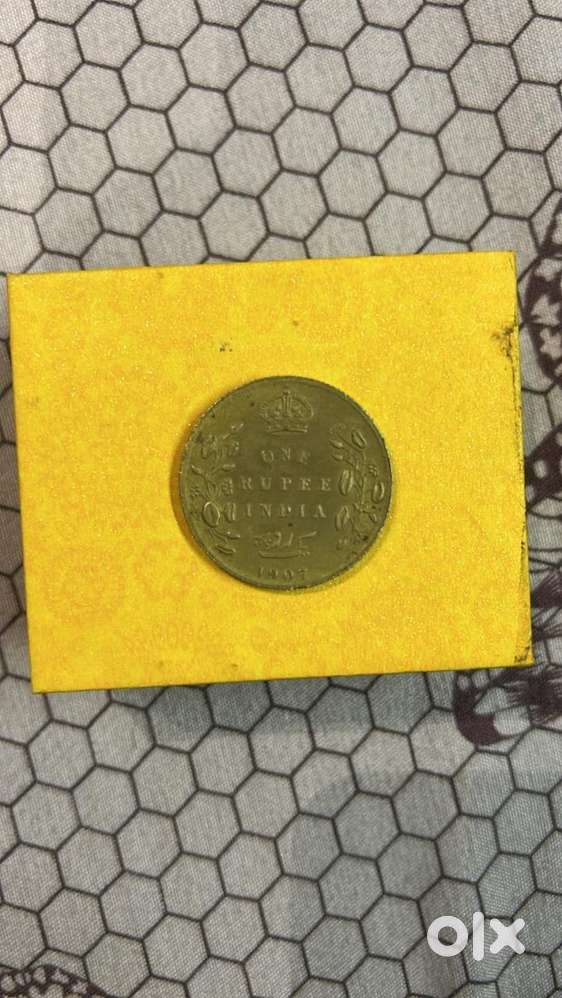 ONE
RUPEE
INDIA
1907
olx